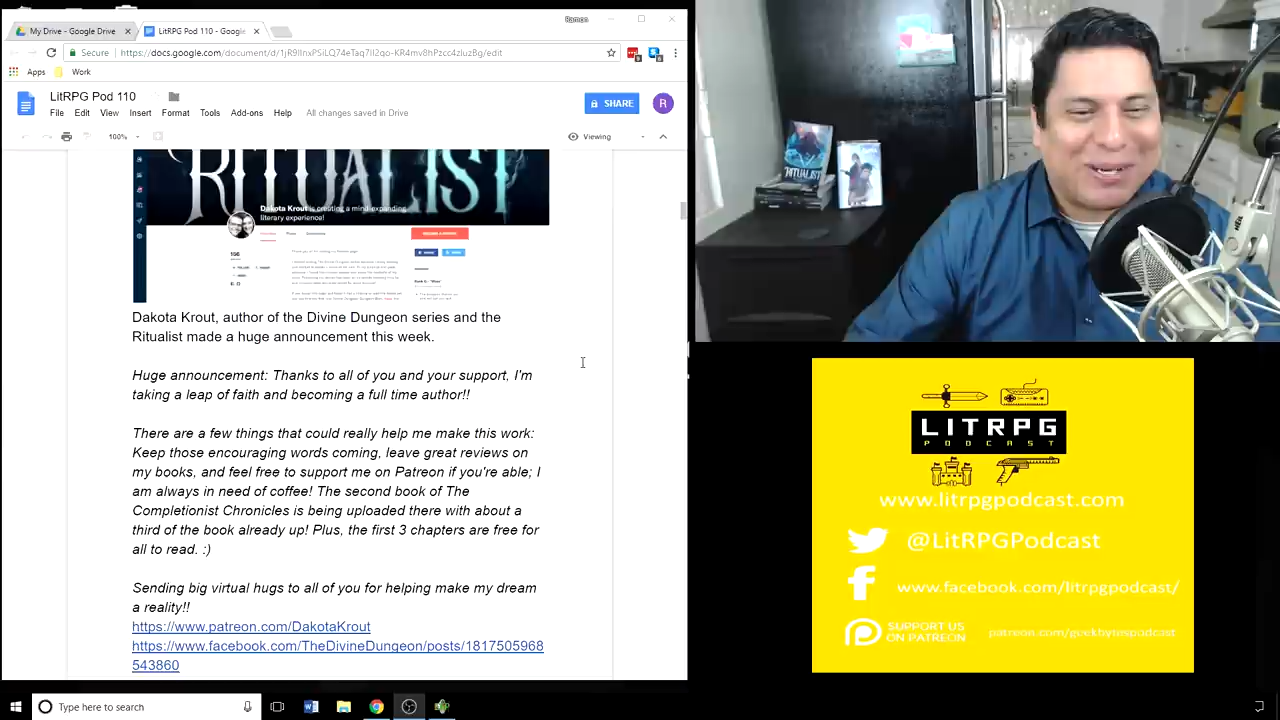 Ramon
My Drive - Google Drive
LitRPG Pod 110 - Google
Secure
Apps
Work
LitRPG Pod 110
File Edit View Insert Format Tools Add-ons Help All changes saved in Drive
SHARE
R
100%
Viewing
RITUALIST
Dakota Krout is creating a mind-expanding
literary experience!
Dakota Krout, author of the Divine Dungeon series and the
Ritualist made a huge announcement this week.
Huge announcement: Thanks to all of you and your support, I'm
taking a leap of faith and becoming a full time author!!
There are a few things that could really help me make this work:
Keep those encouraging words coming, leave great reviews on
my books, and feel free to support me on Patreon if you're able; I
am always in need of coffee! The second book of The
Completionist Chronicles is being uploaded there with about a
third of the book already up! Plus, the first 3 chapters are free for
all to read. :)
Sending big virtual hugs to all of you for helping make my dream
a reality!!
https://www.patreon.com/DakotaKrout
https://www.facebook.com/TheDivineDungeon/posts/1817505968
543860
Type here to search
RITUALIST
LITRPG
PODCAST
www.litrpgpodcast.com
@LitRPGPodcast
www.facebook.com/litrpgpodcast/
SUPPORT US
ON PATREON
patreon.com/geekbytespodcast